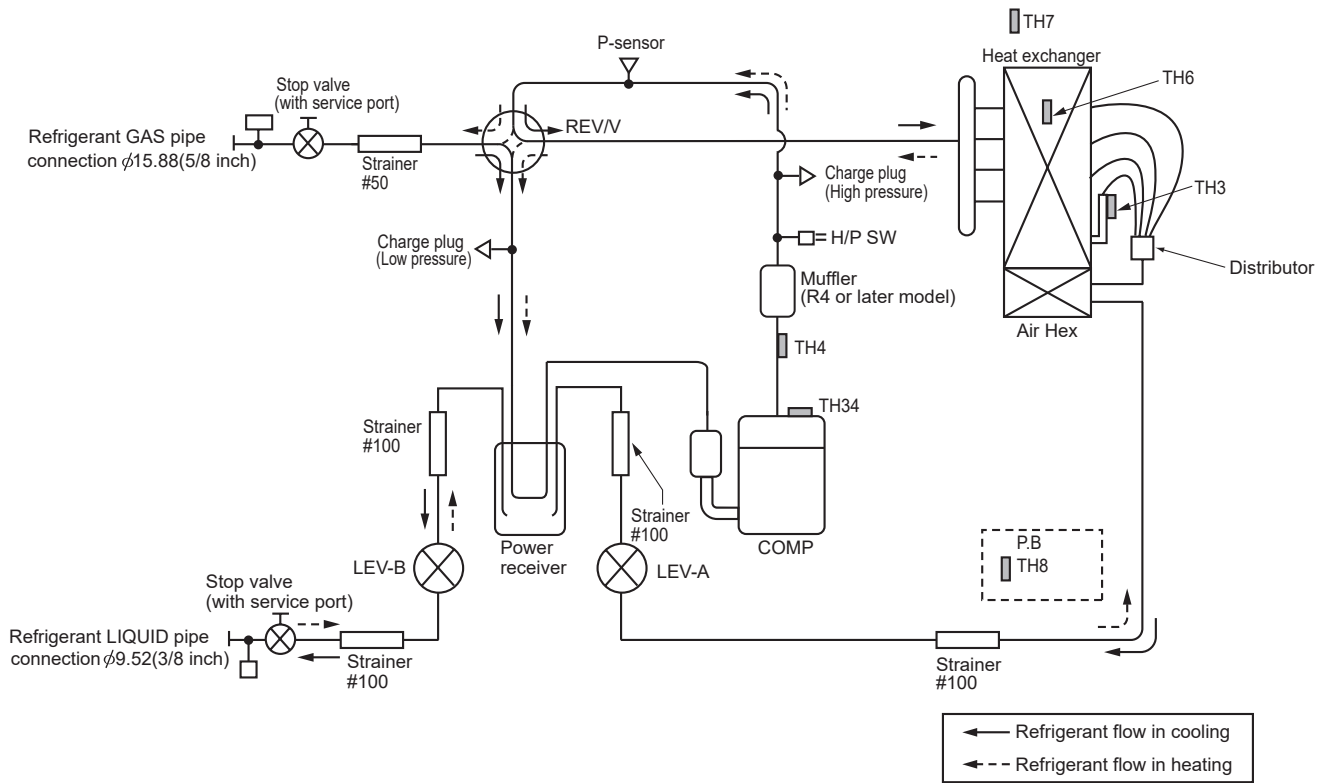 TH7
P-sensor
Heat exchanger
Stop valve
(with service port)
TH6
Refrigerant GAS pipe
connection ϕ15.88(5/8 inch)
REV/V
Strainer
#50
Charge plug
(High pressure)
TH3
Charge plug
(Low pressure)
H/P SW
Distributor
Muffler
(R4 or later model)
Air Hex
TH4
TH34
Strainer
#100
Strainer
#100
Power
receiver
COMP
P.B
TH8
LEV-B
LEV-A
Stop valve
(with service port)
Refrigerant LIQUID pipe
connection ϕ9.52(3/8 inch)
Strainer
#100
Strainer
#100
Refrigerant flow in cooling
Refrigerant flow in heating